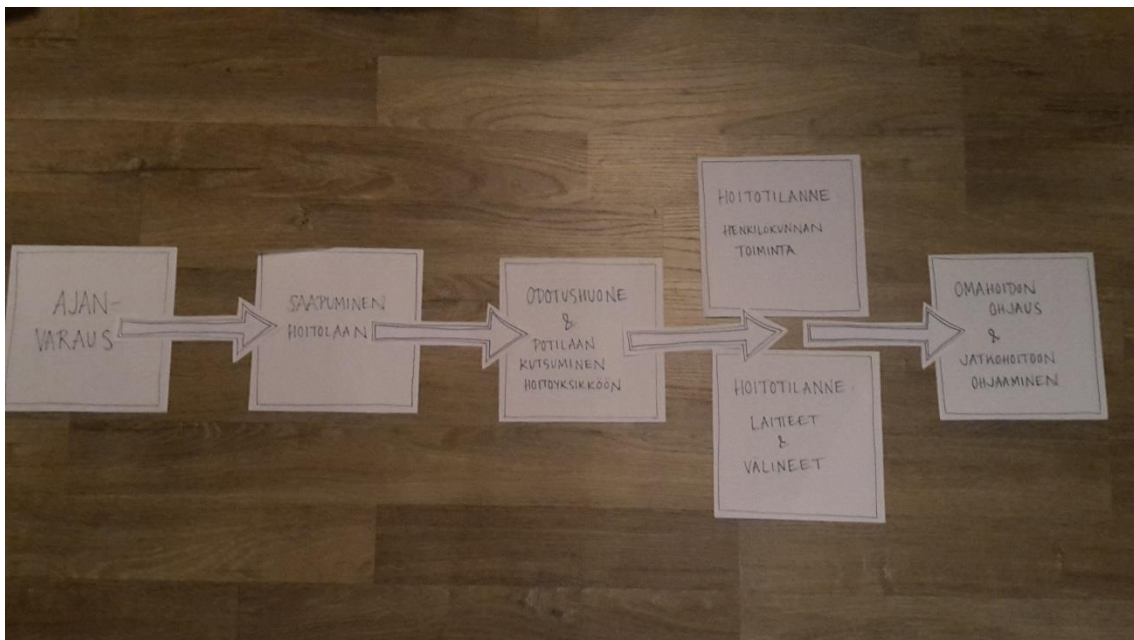 AJAN-
VARAUS
SAAPUMINEN
HOITOLAAN
ODOTUSHUONE
&
POTILAAN
KUTSUMINEN
HOITOYKSIKKÖÖN
HOITOTILANNE
HENKILÖKUNNAN
TOIMINTA
HOITOTILANNE
LAITTEET
&
VÄLINEET
OMAHOIDON
OHJAUS
&
JATKOHOITOON
OHJAAMINEN